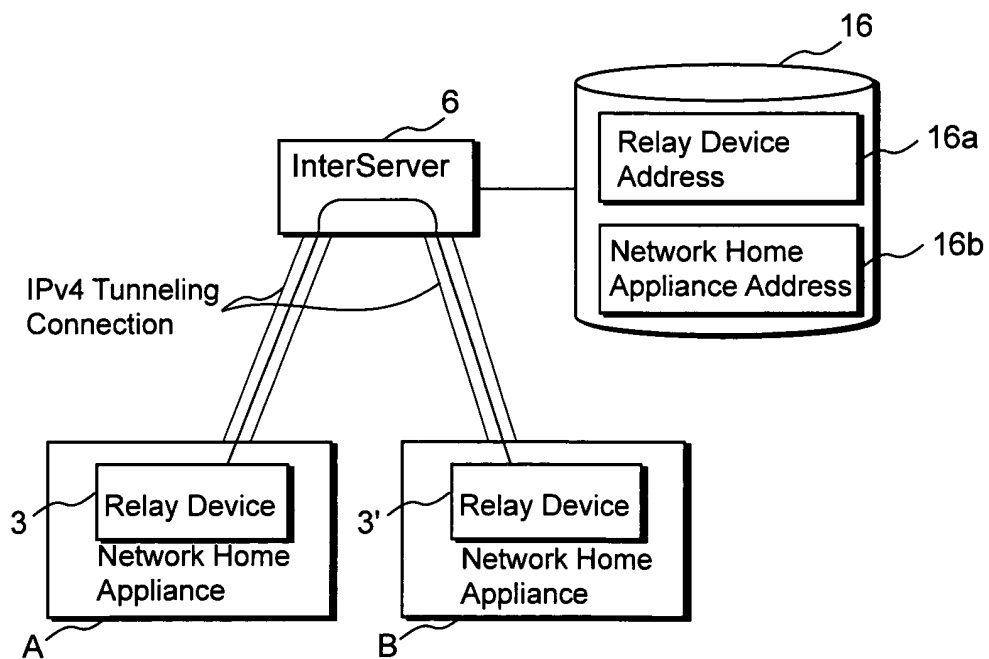 16
6
InterServer
Relay Device
Address
16a
Network Home
Appliance Address
16b
IPv4 Tunneling
Connection
3
Relay Device
Network Home
Appliance
A
3'
Relay Device
Network Home
Appliance
B